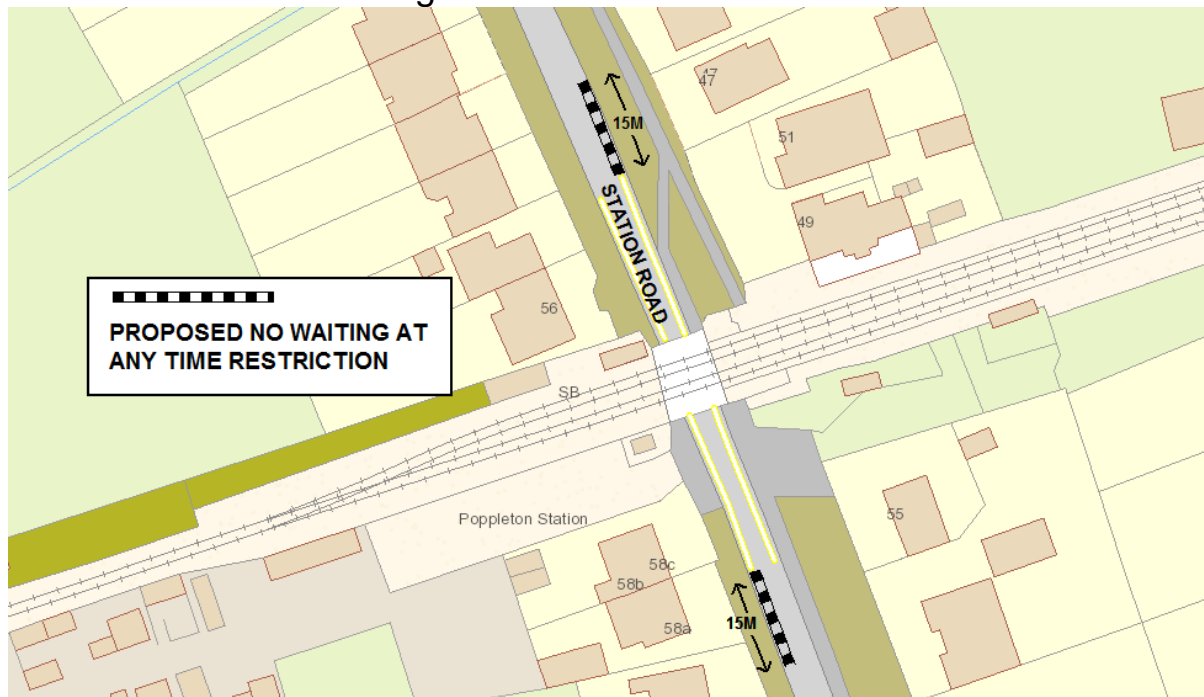 47
51
15M
49
STATION ROAD
56
PROPOSED NO WAITING AT
ANY TIME RESTRICTION
SB
Poppleton Station
55
58c
58b
58a
15M